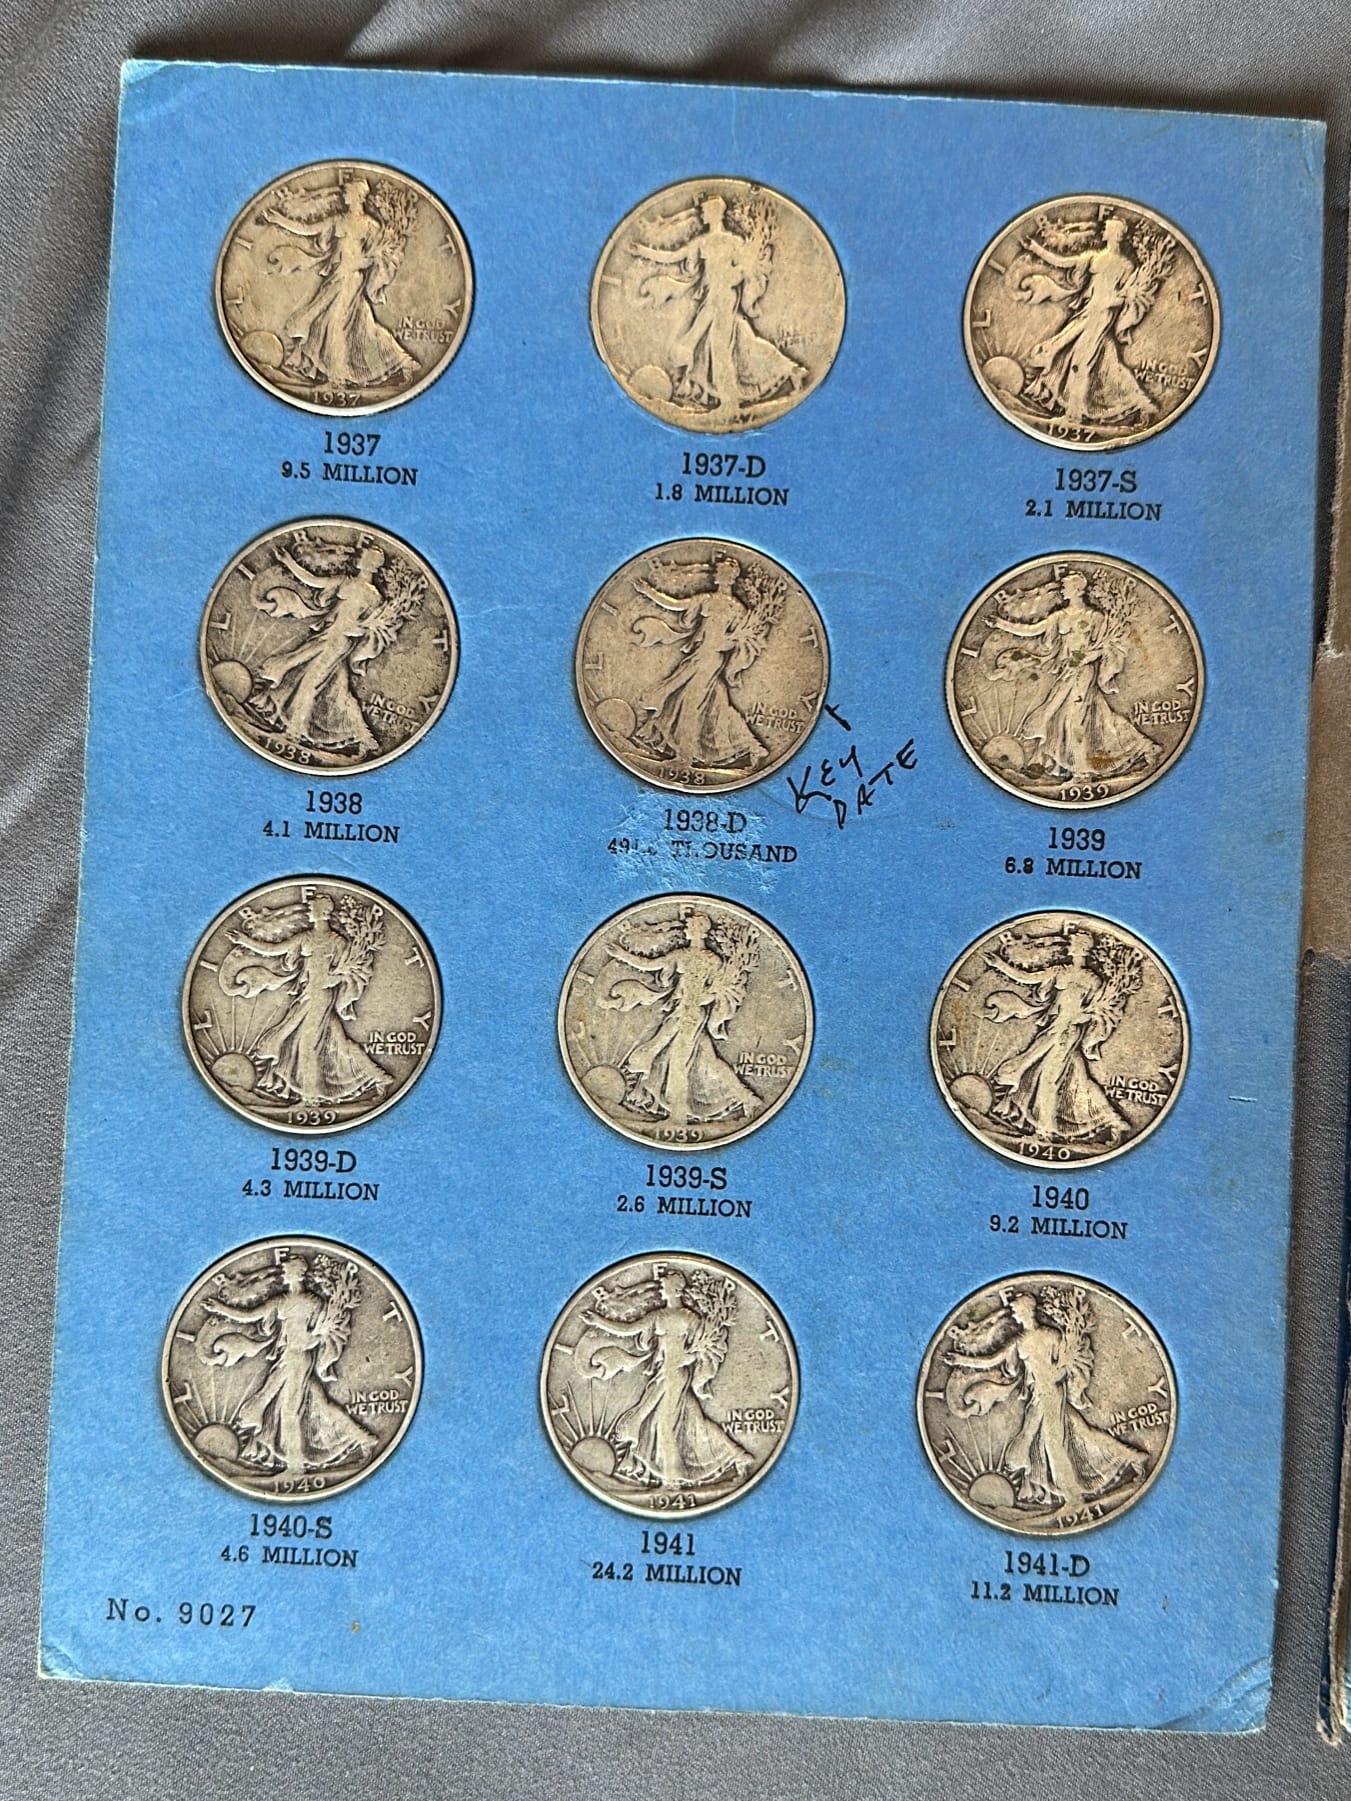 LIBERTY
IN GOD
WE TRUST
1937
1937
9.5 MILLION
1937-D
1.8 MILLION
LIBERTY
IN GOD
WE TRUST
1937
1937-S
2.1 MILLION
LIBERTY
IN GOD
WE TRUST
1938
1938
4.1 MILLION
LIBERTY
IN GOD
WE TRUST
1938
1938-D
THOUSAND
KEY
DATE
LIBERTY
IN GOD
WE TRUST
1939
1939
6.8 MILLION
LIBERTY
IN GOD
WE TRUST
1939
1939-D
4.3 MILLION
LIBERTY
IN GOD
WE TRUST
1939
1939-S
2.6 MILLION
LIBERTY
IN GOD
WE TRUST
1940
1940
9.2 MILLION
LIBERTY
IN GOD
WE TRUST
1940
1940-S
4.6 MILLION
LIBERTY
IN GOD
WE TRUST
1941
1941
24.2 MILLION
LIBERTY
IN GOD
WE TRUST
1941
1941-D
11.2 MILLION
No. 9027